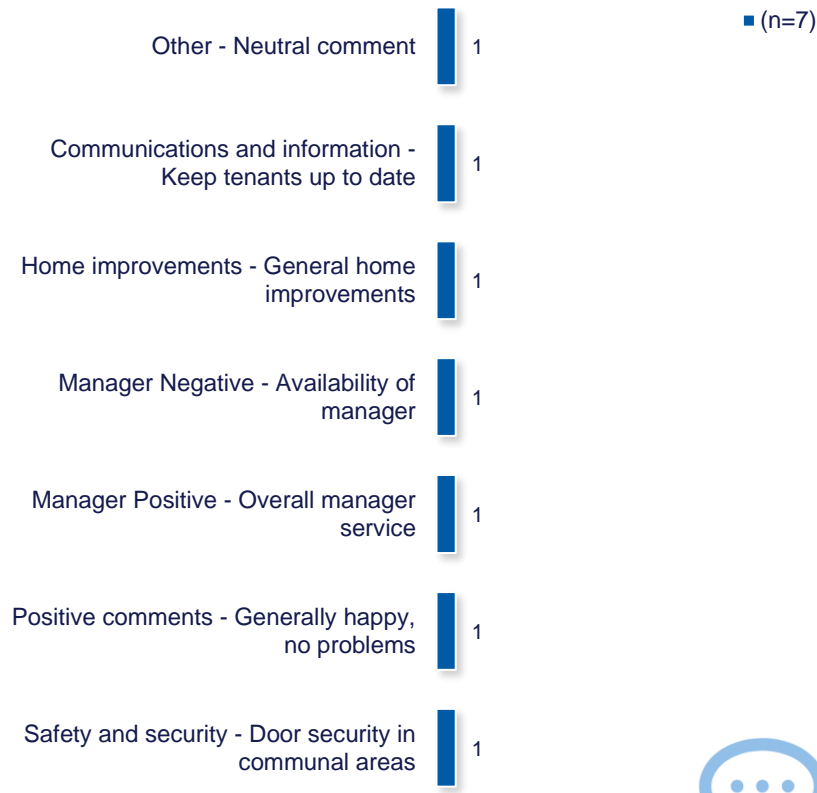 (n=7)
Other - Neutral comment 1
Communications and information -
Keep tenants up to date 1
Home improvements - General home
improvements 1
Manager Negative - Availability of
manager 1
Manager Positive - Overall manager
service 1
Positive comments - Generally happy,
no problems 1
Safety and security - Door security in
communal areas 1